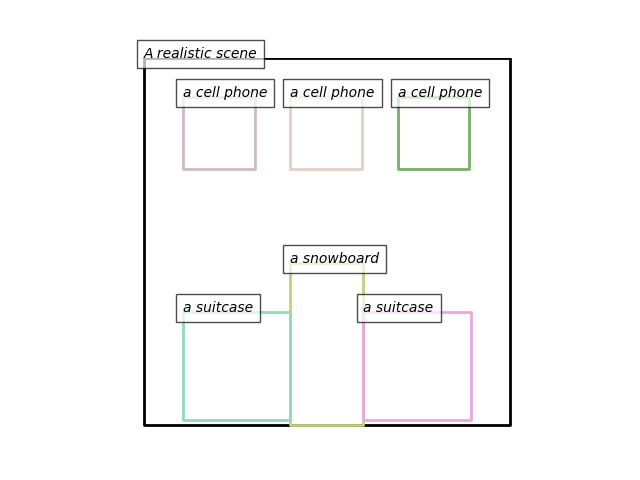 A realistic scene
a cell phone
a cell phone
a cell phone
a snowboard
a suitcase
a suitcase